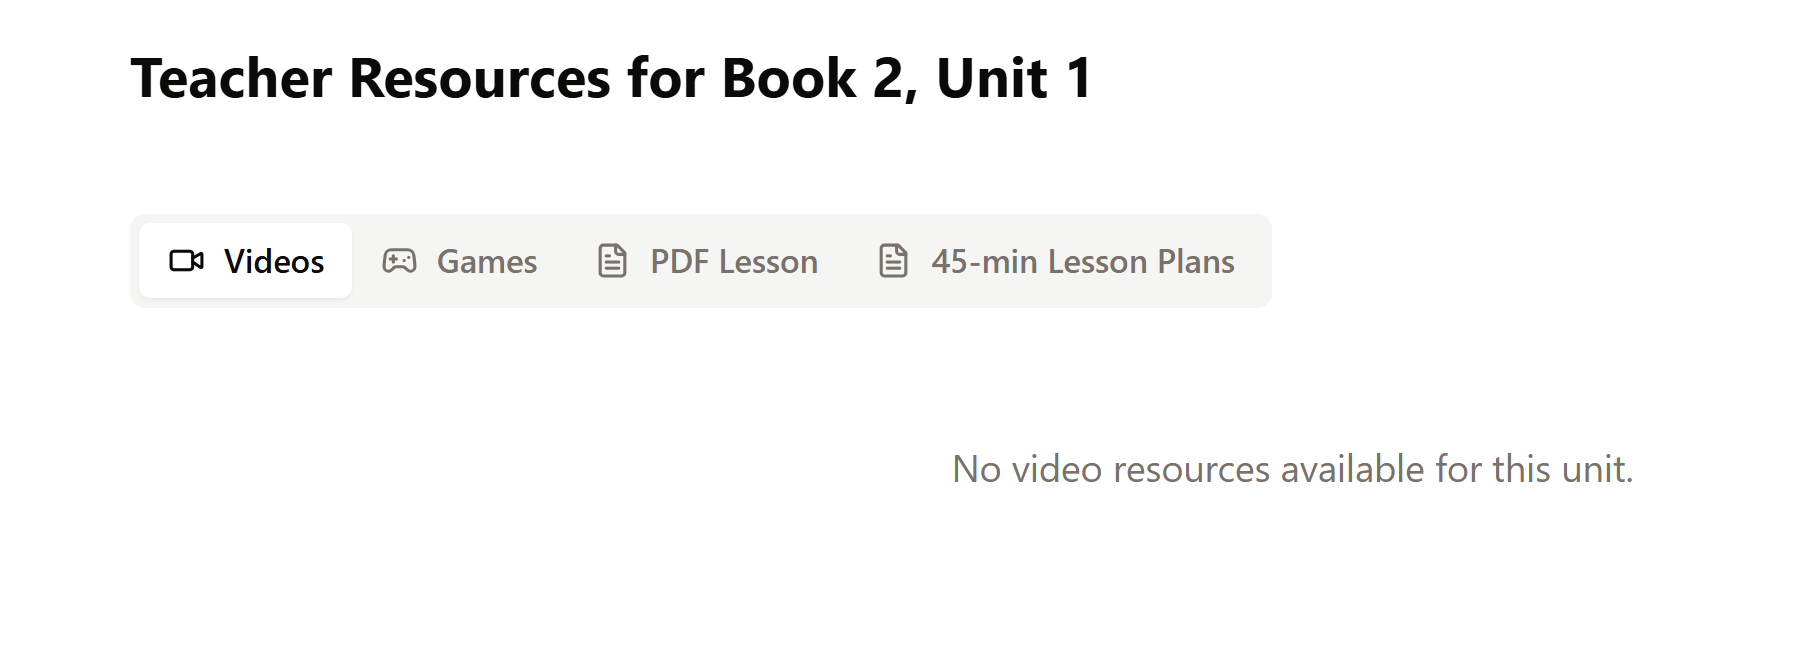 Teacher Resources for Book 2, Unit 1
Videos Games PDF Lesson 45-min Lesson Plans
No video resources available for this unit.